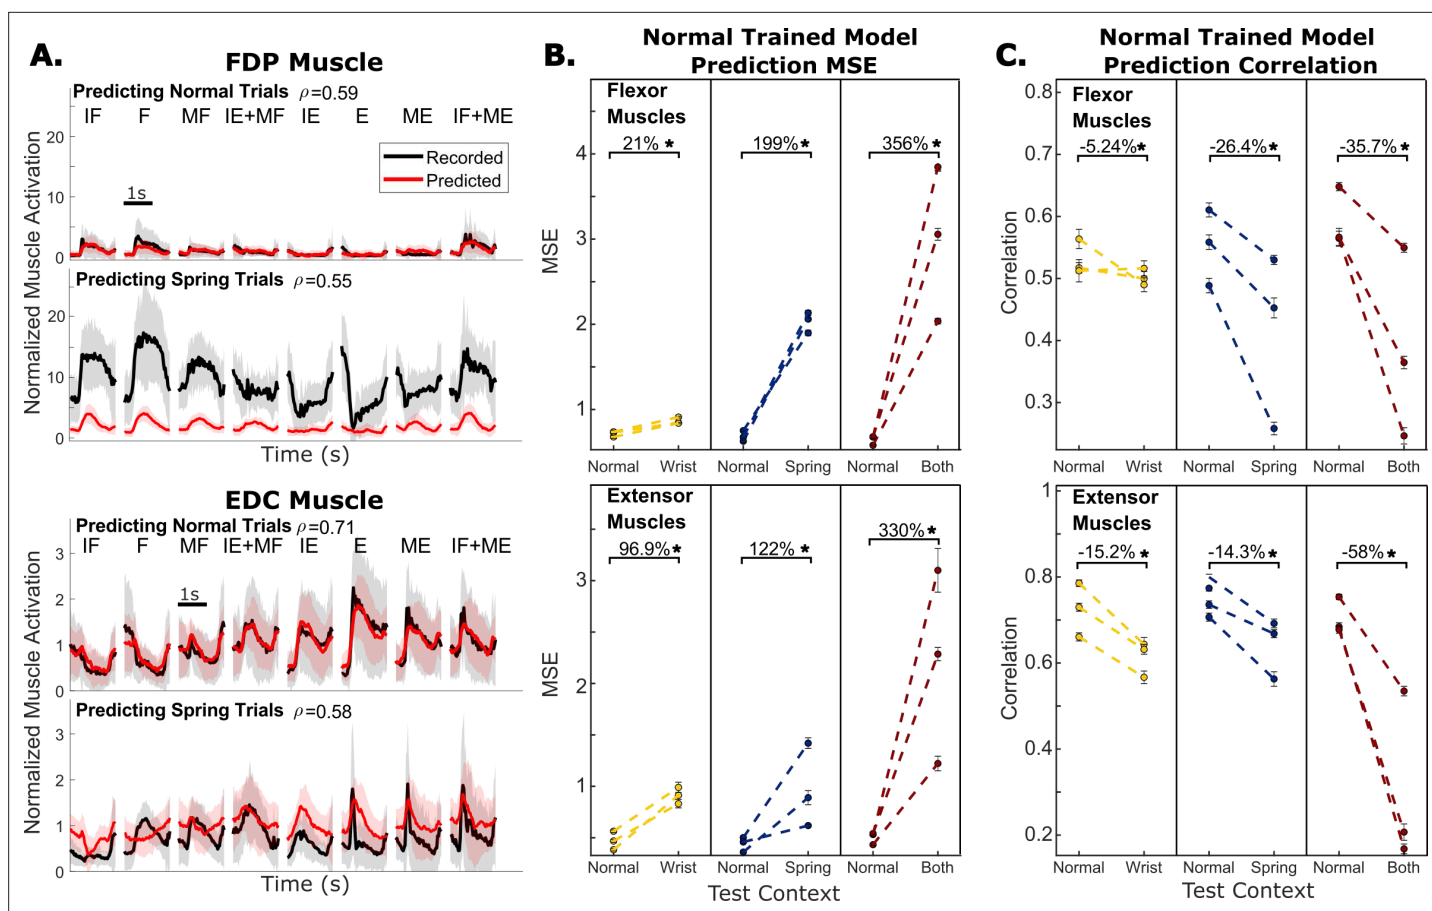 A.
FDP Muscle
Predicting Normal Trials ρ=0.59
IF F MF IE+MF IE E ME IF+ME
Recorded
Predicted
1s
20
10
0
Predicting Spring Trials ρ=0.55
20
10
0
Normalized Muscle Activation
Time (s)
EDC Muscle
Predicting Normal Trials ρ=0.71
IF F MF IE+MF IE E ME IF+ME
1s
3
2
1
0
Predicting Spring Trials ρ=0.58
3
2
1
0
Normalized Muscle Activation
Time (s)
B.
Normal Trained Model
Prediction MSE
Flexor
Muscles
21% *
199% *
356% *
4
3
2
1
MSE
Normal Wrist Normal Spring Normal Both
Extensor
Muscles
96.9% *
122% *
330% *
3
2
1
MSE
Normal Wrist Normal Spring Normal Both
Test Context
C.
Normal Trained Model
Prediction Correlation
Flexor
Muscles
-5.24%*
-26.4% *
-35.7% *
0.8
0.7
0.6
0.5
0.4
0.3
Correlation
Normal Wrist Normal Spring Normal Both
Extensor
Muscles
-15.2% *
-14.3% *
-58% *
1
0.8
0.6
0.4
0.2
Correlation
Normal Wrist Normal Spring Normal Both
Test Context